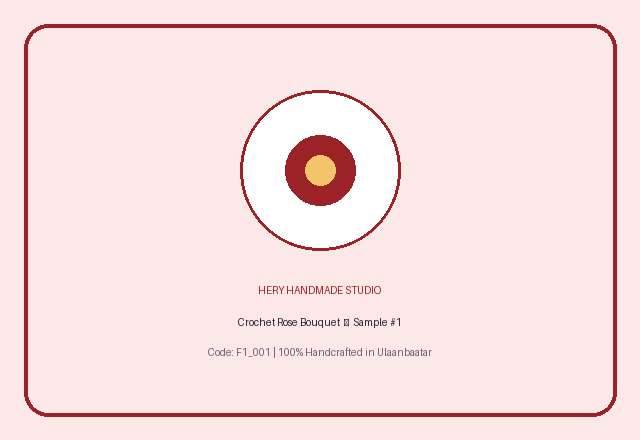 HERY HANDMADE STUDIO
Crochet Rose Bouquet Sample #1
Code: F1_001 | 100% Handcrafted in Ulaanbaatar